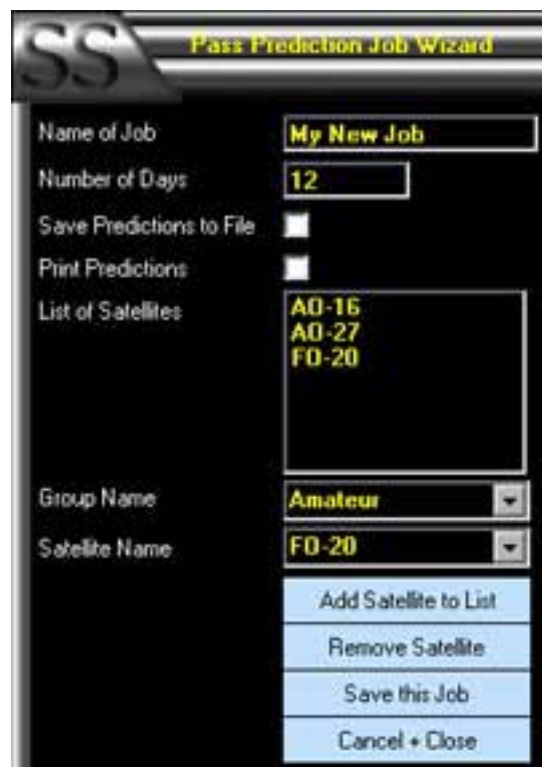 SS
Pass Prediction Job Wizard
Name of Job My New Job
Number of Days 12
Save Predictions to File
Print Predictions
List of Satellites
AO-16
AO-27
FO-20
Group Name Amateur
Satellite Name FO-20
Add Satellite to List
Remove Satellite
Save this Job
Cancel + Close